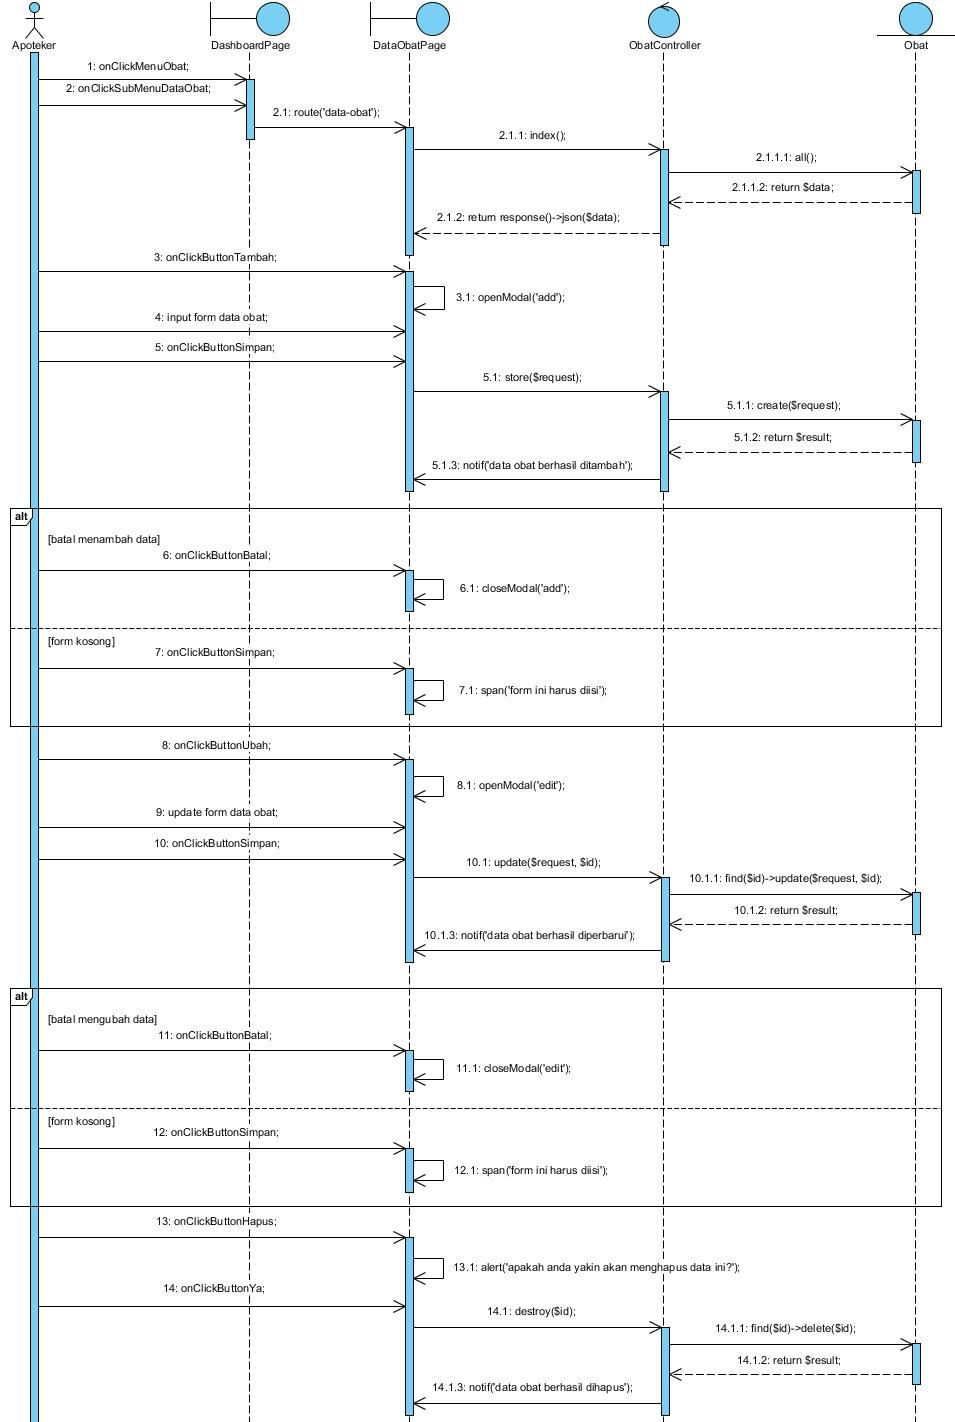 Apoteker
DashboardPage
DataObatPage
ObatController
Obat
1: onClickMenuObat;
2: onClickSubMenuDataObat;
2.1: route('data-obat');
2.1.1: index();
2.1.1.1: all();
2.1.1.2: return $data;
2.1.2: return response()->json($data);
3: onClickButtonTambah;
3.1: openModal('add');
4: input form data obat;
5: onClickButtonSimpan;
5.1: store($request);
5.1.1: create($request);
5.1.2: return $result;
5.1.3: notif('data obat berhasil ditambah');
alt
[batal menambah data]
6: onClickButtonBatal;
6.1: closeModal('add');
[form kosong]
7: onClickButtonSimpan;
7.1: span('form ini harus diisi');
8: onClickButtonUbah;
8.1: openModal('edit');
9: update form data obat;
10: onClickButtonSimpan;
10.1: update($request, $id);
10.1.1: find($id)->update($request, $id);
10.1.2: return $result;
10.1.3: notif('data obat berhasil diperbarui');
alt
[batal mengubah data]
11: onClickButtonBatal;
11.1: closeModal('edit');
[form kosong]
12: onClickButtonSimpan;
12.1: span('form ini harus diisi');
13: onClickButtonHapus;
13.1: alert('apakah anda yakin akan menghapus data ini?');
14: onClickButtonYa;
14.1: destroy($id);
14.1.1: find($id)->delete($id);
14.1.2: return $result;
14.1.3: notif('data obat berhasil dihapus');